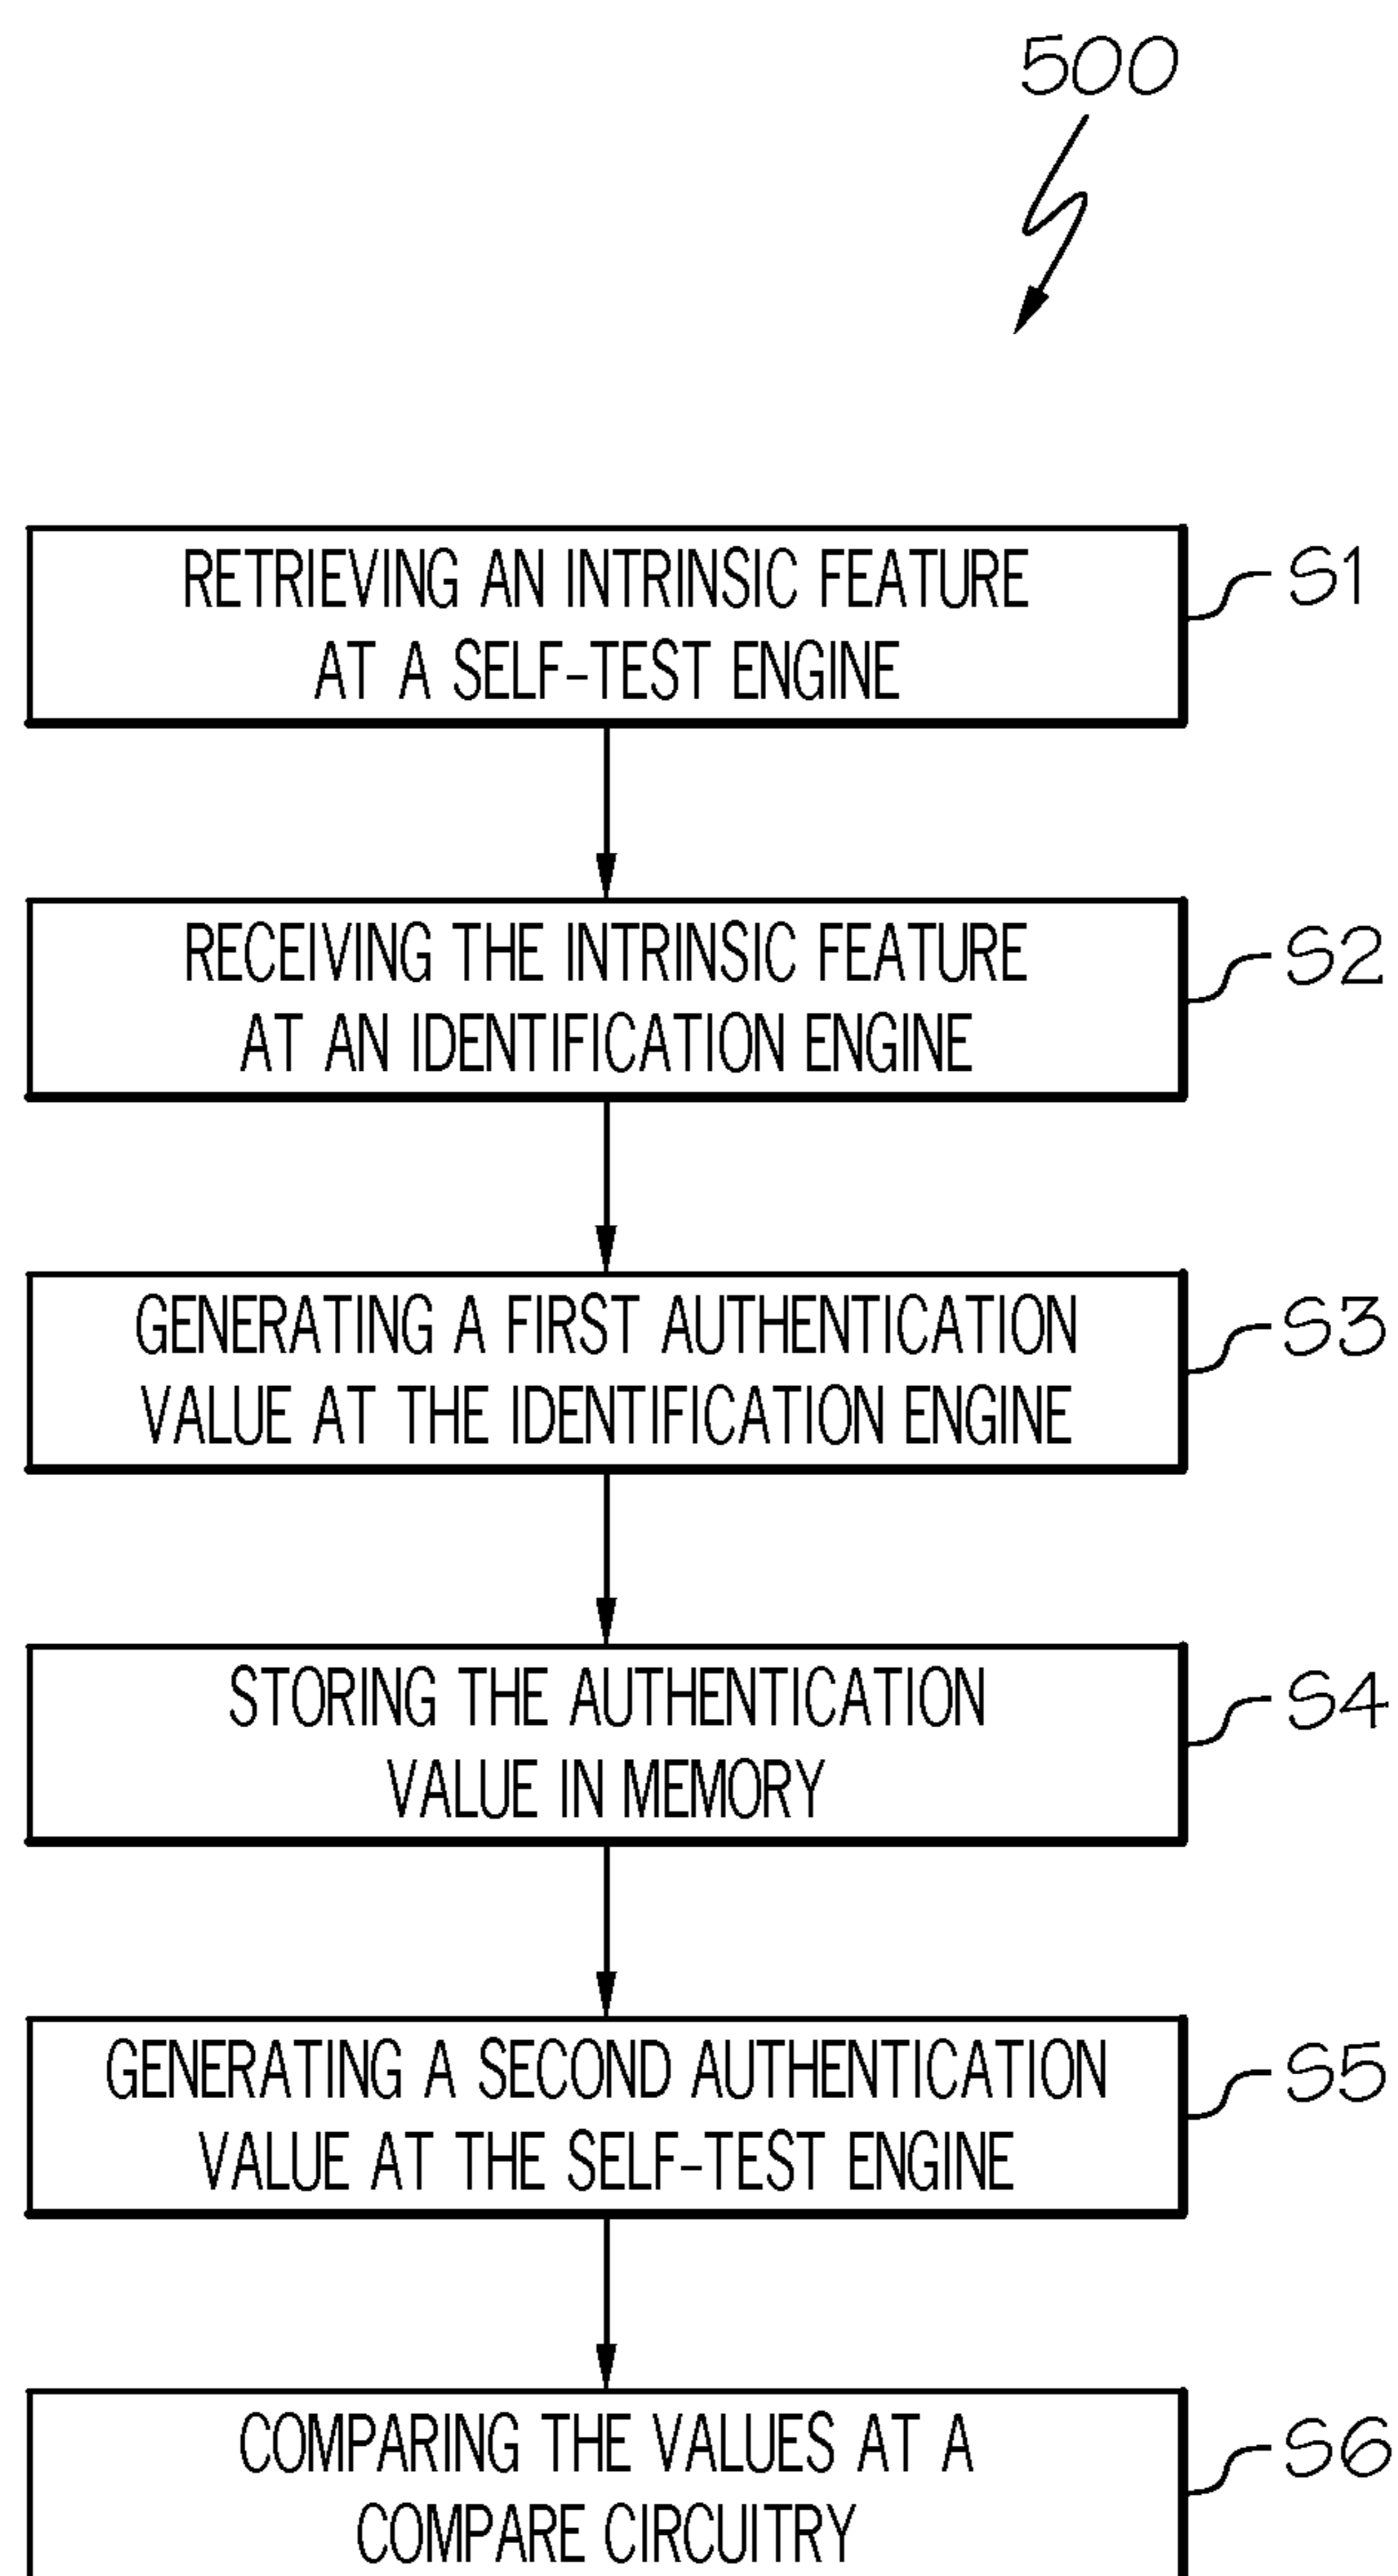 500
RETRIEVING AN INTRINSIC FEATURE
AT A SELF-TEST ENGINE
S1
RECEIVING THE INTRINSIC FEATURE
AT AN IDENTIFICATION ENGINE
S2
GENERATING A FIRST AUTHENTICATION
VALUE AT THE IDENTIFICATION ENGINE
S3
STORING THE AUTHENTICATION
VALUE IN MEMORY
S4
GENERATING A SECOND AUTHENTICATION
VALUE AT THE SELF-TEST ENGINE
S5
COMPARING THE VALUES AT A
COMPARE CIRCUITRY
S6